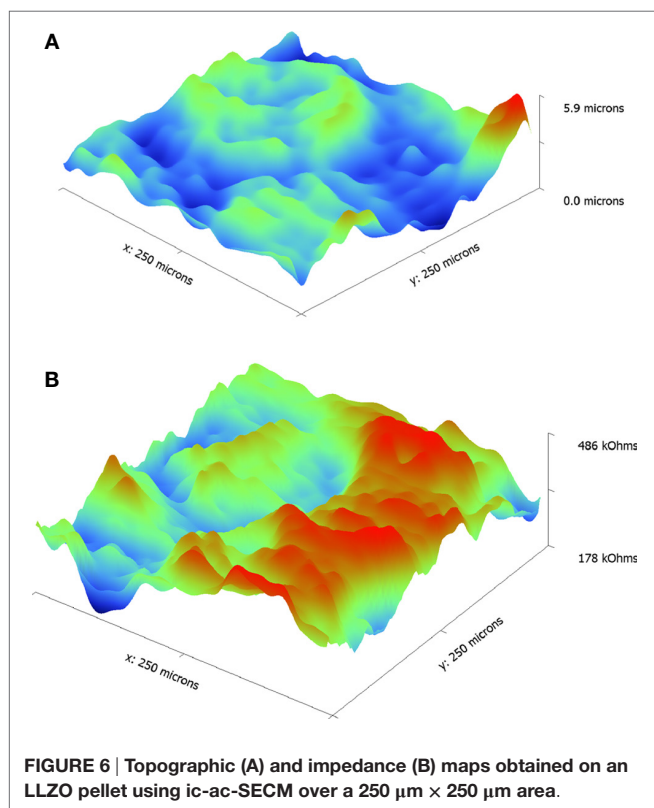 A
5.9 microns
0.0 microns
x: 250 microns
y: 250 microns
B
486 kOhms
178 kOhms
x: 250 microns
y: 250 microns
FIGURE 6 | Topographic (A) and impedance (B) maps obtained on an
LLZO pellet using ic-ac-SECM over a 250 µm × 250 µm area.